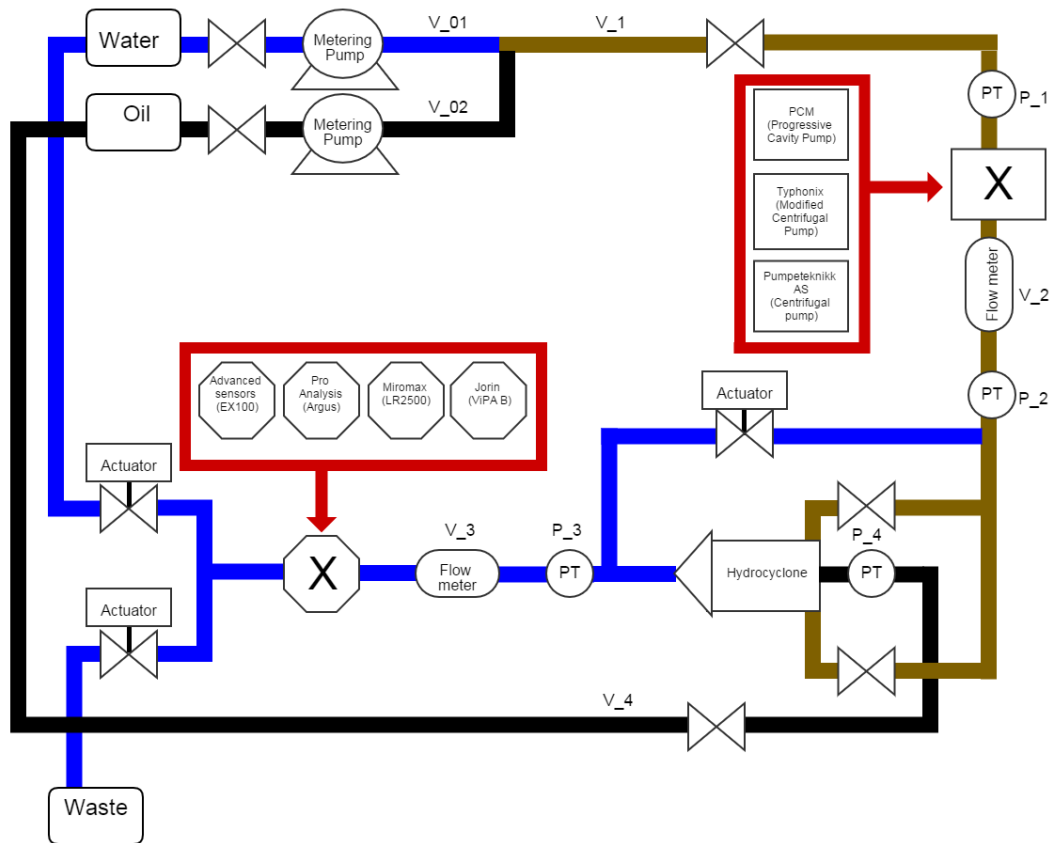 Water
Metering
Pump
V_01
V_1
Oil
Metering
Pump
V_02
PT
P_1
PCM
(Progressive
Cavity Pump)
X
Typhonix
(Modified
Centrifugal
Pump)
Pumpeteknikk
AS
(Centrifugal
pump)
Flow meter
V_2
PT
P_2
Advanced
sensors
(EX100)
Pro
Analysis
(Argus)
Miromax
(LR2500)
Jorin
(ViPA B)
Actuator
Actuator
X
V_3
Flow
meter
P_3
PT
Hydrocyclone
P_4
PT
Actuator
V_4
Waste